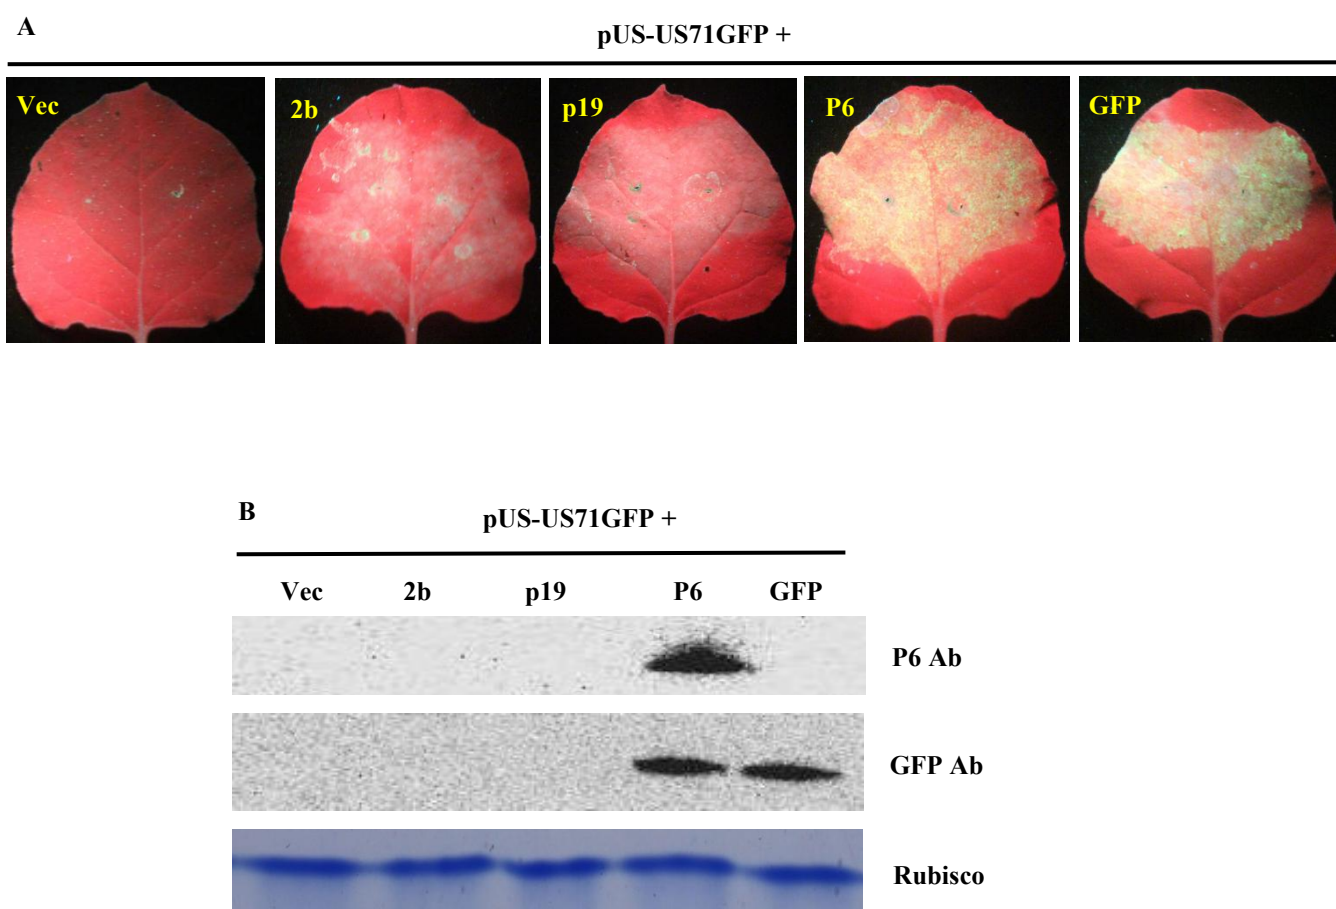 A
pUS-US71GFP +
Vec 2b p19 P6 GFP
B
pUS-US71GFP +
Vec 2b p19 P6 GFP
P6 Ab
GFP Ab
Rubisco